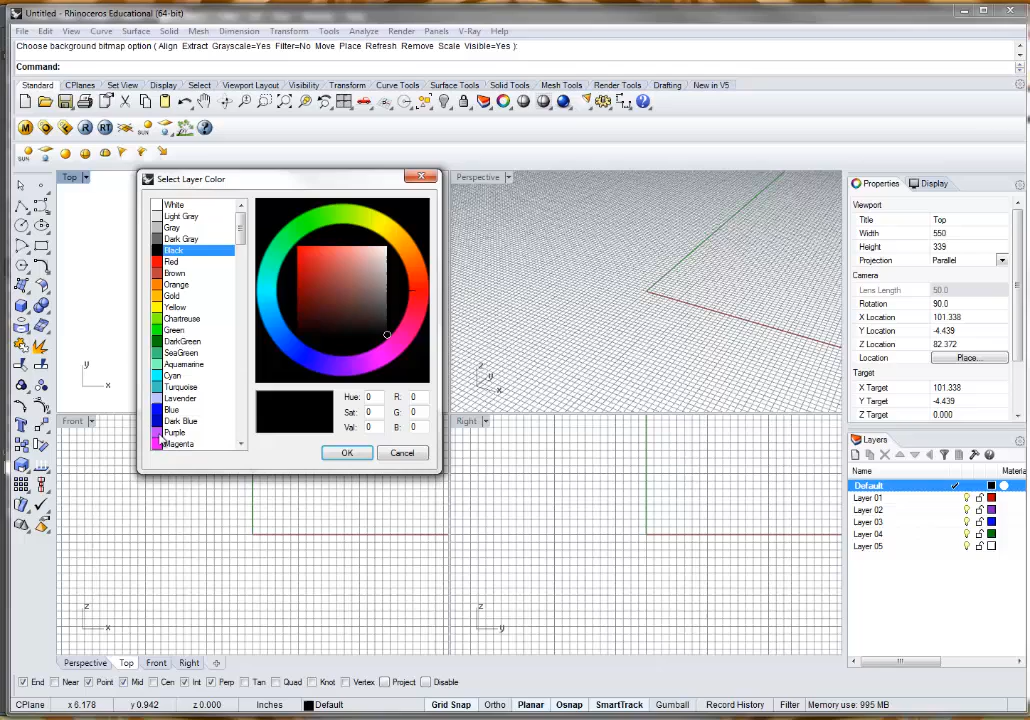 Untitled - Rhinoceros Educational (64-bit)
File Edit View Curve Surface Solid Mesh Dimension Transform Tools Analyze Render Panels V-Ray Help
Choose background bitmap option ( Align Extract Grayscale=Yes Filter=No Move Place Refresh Remove Scale Visible=Yes ):
Command:
Standard CPlanes Set View Display Select Viewport Layout Visibility Transform Curve Tools Surface Tools Solid Tools Mesh Tools Render Tools Drafting New in V5
Top
Select Layer Color
White
Light Gray
Gray
Dark Gray
Black
Red
Brown
Orange
Gold
Yellow
Chartreuse
Green
DarkGreen
SeaGreen
Aquamarine
Cyan
Turquoise
Lavender
Blue
Dark Blue
Purple
Magenta
Hue: 0 R: 0
Sat: 0 G: 0
Val: 0 B: 0
OK Cancel
y
x
Perspective
z
y
x
Front
z
x
Right
z
y
Properties Display
Viewport
Title Top
Width 550
Height 339
Projection Parallel
Camera
Lens Length 50.0
Rotation 90.0
X Location 101.338
Y Location -4.439
Z Location 82.372
Location Place...
Target
X Target 101.338
Y Target -4.439
Z Target 0.000
Layers
Name Materia
Default
Layer 01
Layer 02
Layer 03
Layer 04
Layer 05
Perspective Top Front Right
End Near Point Mid Cen Int Perp Tan Quad Knot Vertex Project Disable
CPlane x 6.178 y 0.942 z 0.000 Inches Default Grid Snap Ortho Planar Osnap SmartTrack Gumball Record History Filter Memory use: 995 MB